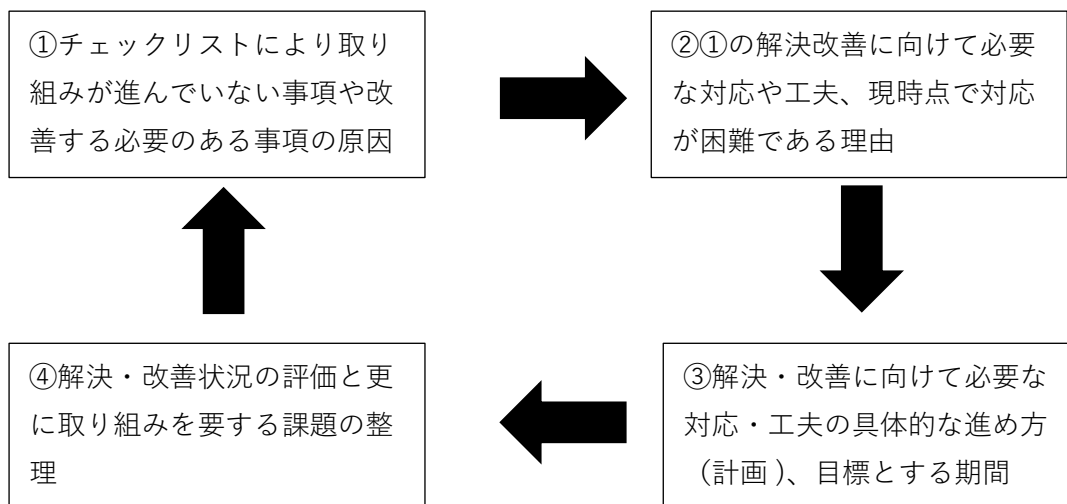 ①チェックリストにより取り
組みが進んでいない事項や改
善する必要のある事項の原因
②①の解決改善に向けて必要
な対応や工夫、現時点で対応
が困難である理由
③解決・改善に向けて必要な
対応・工夫の具体的な進め方
（計画 )、目標とする期間
④解決・改善状況の評価と更
に取り組みを要する課題の整
理